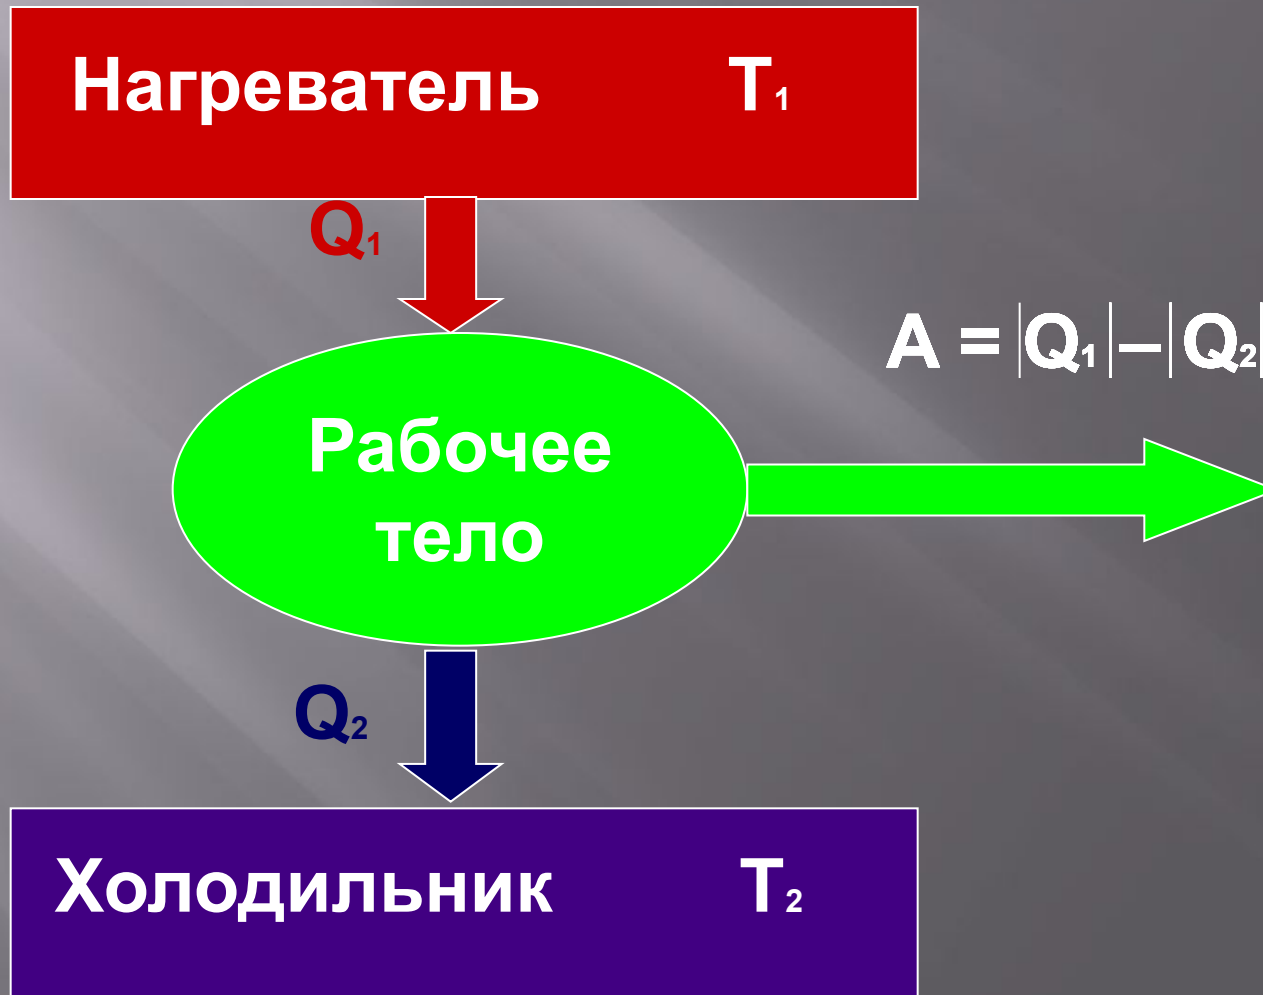 Нагреватель T₁
Q₁
A = |Q₁|–|Q₂|
Рабочее
тело
Q₂
Холодильник T₂